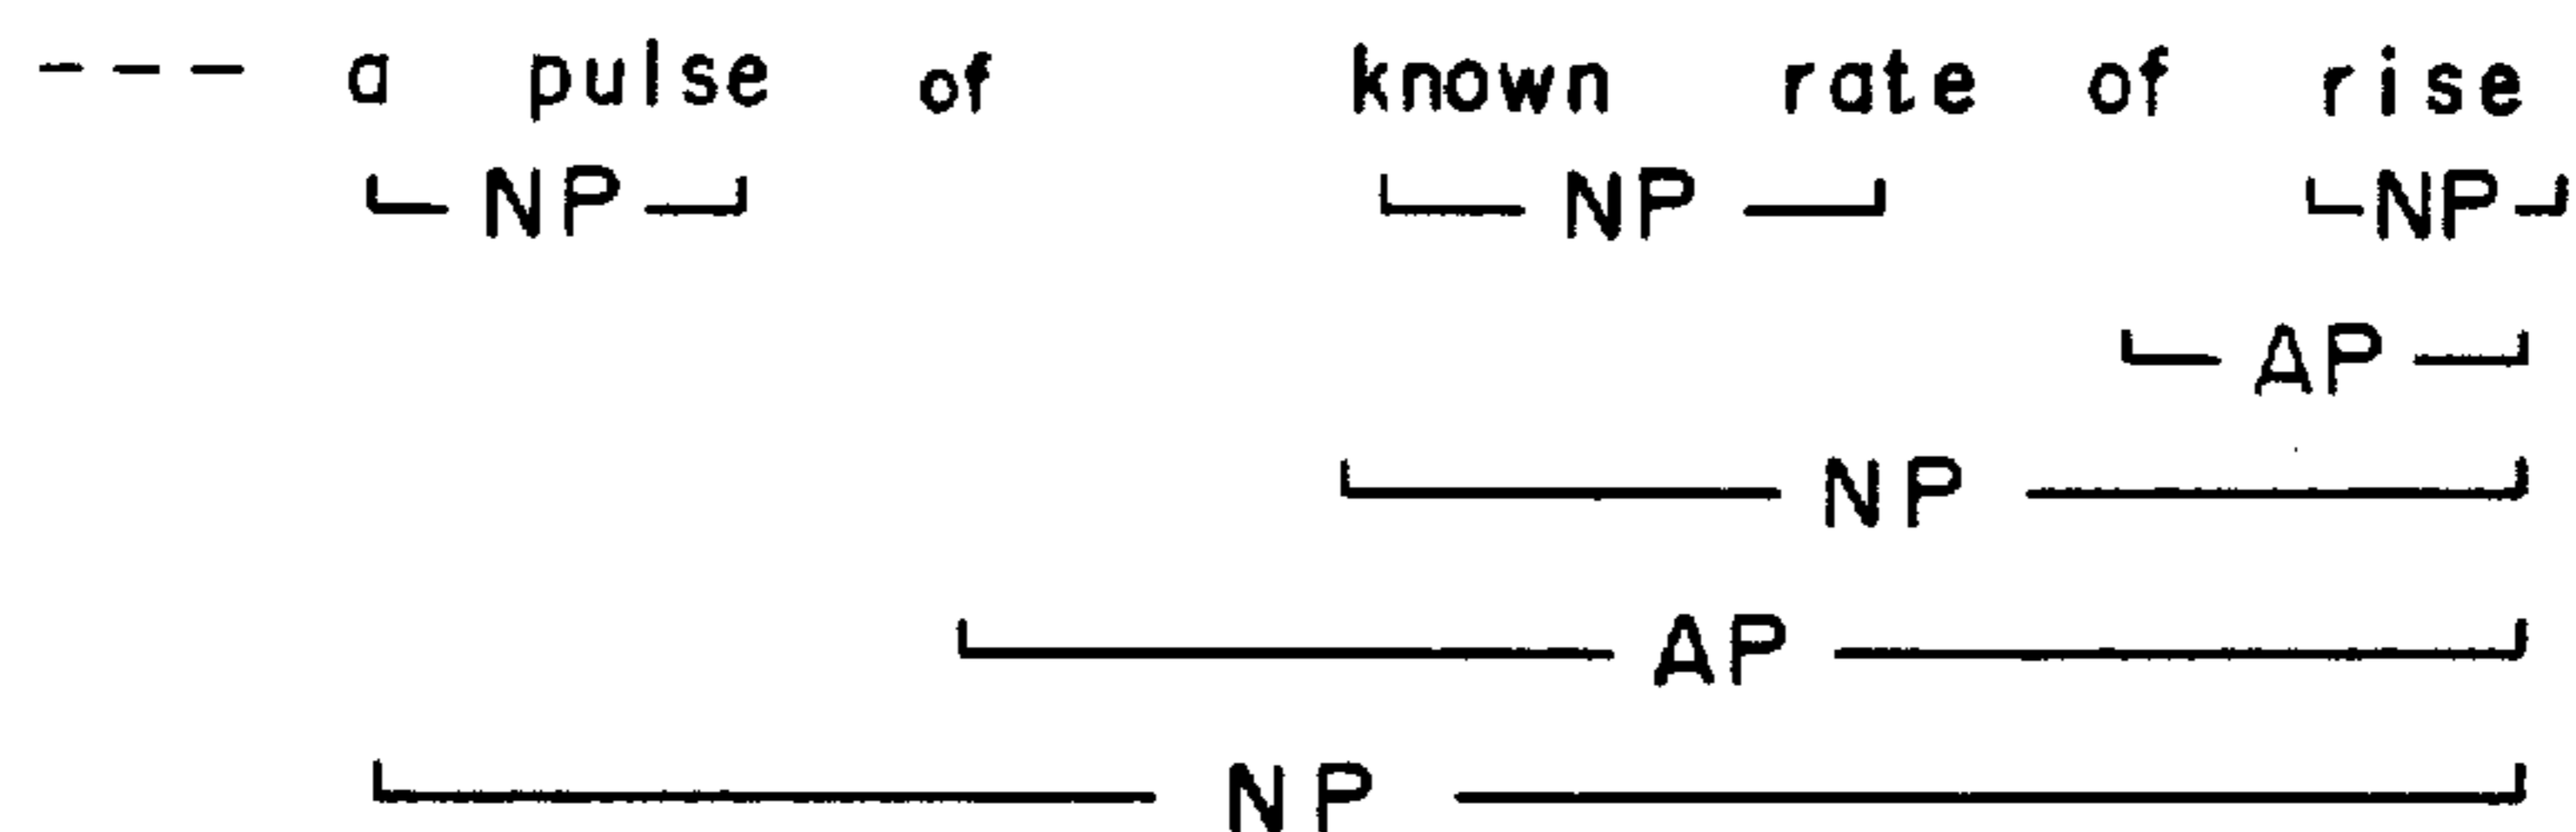 --- a pulse of known rate of rise
NP NP NP
AP
NP
AP
NP